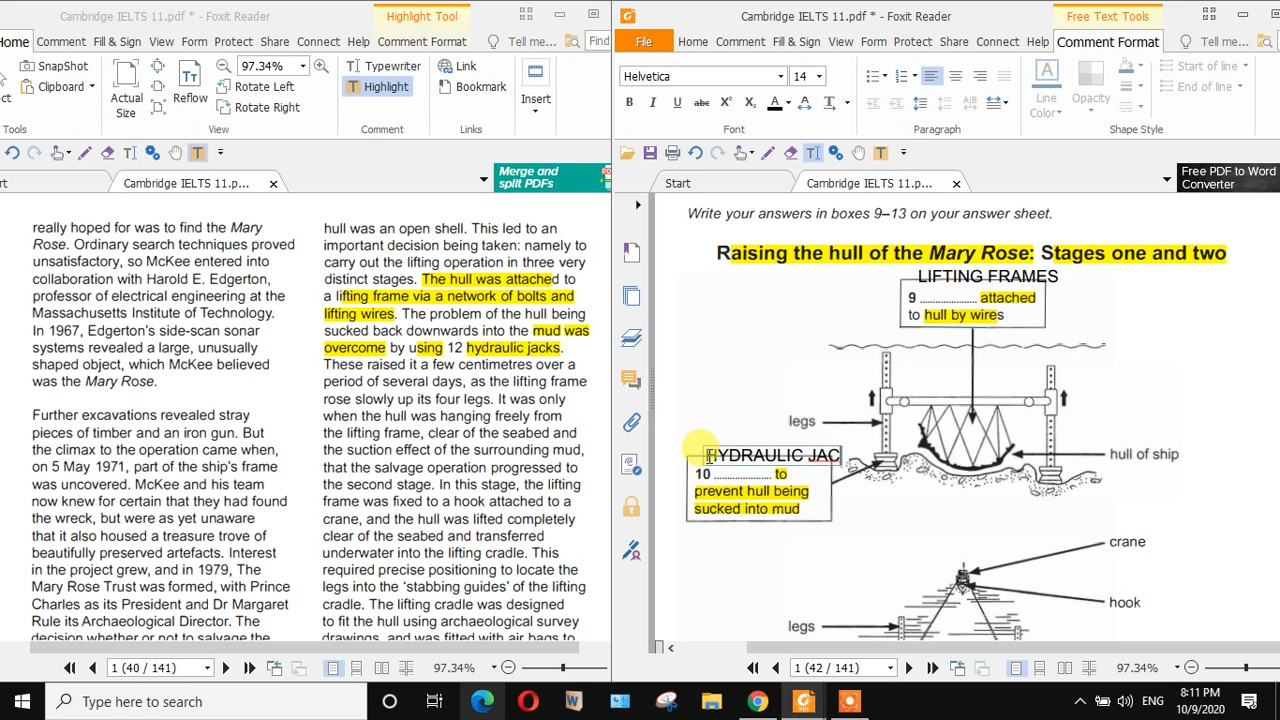 Cambridge IELTS 11.pdf * - Foxit Reader
Highlight Tool
Home Comment View Form Protect Share Connect Help Fill & Sign Comment Format Tell me... Find
SnapShot
Clipboard
Tools
Actual Size
Reflow
97.34%
Rotate Left
Rotate Right
View
Typewriter
Highlight
Comment
Link
Bookmark
Links
Insert
Cambridge IELTS 11.p...
Merge and
split PDFs
really hoped for was to find the Mary
Rose. Ordinary search techniques proved
unsatisfactory, so McKee entered into
collaboration with Harold E. Edgerton,
professor of electrical engineering at the
Massachusetts Institute of Technology.
In 1967, Edgerton's side-scan sonar
systems revealed a large, unusually
shaped object, which McKee believed
was the Mary Rose.
Further excavations revealed stray
pieces of timber and an iron gun. But
the climax to the operation came when,
on 5 May 1971, part of the ship's frame
was uncovered. McKee and his team
now knew for certain that they had found
the wreck, but were as yet unaware
that it also housed a treasure trove of
beautifully preserved artefacts. Interest
in the project grew, and in 1979, The
Mary Rose Trust was formed, with Prince
Charles as its President and Dr Margaret
Rule its Archaeological Director. The
decision whether or not to salvage the
hull was an open shell. This led to an
important decision being taken: namely to
carry out the lifting operation in three very
distinct stages. The hull was attached to
a lifting frame via a network of bolts and
lifting wires. The problem of the hull being
sucked back downwards into the mud was
overcome by using 12 hydraulic jacks.
These raised it a few centimetres over a
period of several days, as the lifting frame
rose slowly up its four legs. It was only
when the hull was hanging freely from
the lifting frame, clear of the seabed and
the suction effect of the surrounding mud,
that the salvage operation progressed to
the second stage. In this stage, the lifting
frame was fixed to a hook attached to a
crane, and the hull was lifted completely
clear of the seabed and transferred
underwater into the lifting cradle. This
required precise positioning to locate the
legs into the 'stabbing guides' of the lifting
cradle. The lifting cradle was designed
to fit the hull using archaeological survey
drawings, and was fitted with air bags to
1 (40 / 141)
97.34%
Cambridge IELTS 11.pdf * - Foxit Reader
Free Text Tools
File Home Comment Fill & Sign View Form Protect Share Connect Help Comment Format Tell me...
Helvetica 14
Font
Paragraph
Line Color
Opacity
Start of line
End of line
Shape Style
Start
Cambridge IELTS 11.p...
Free PDF to Word
Converter
Write your answers in boxes 9–13 on your answer sheet.
Raising the hull of the Mary Rose: Stages one and two
LIFTING FRAMES
9 ..................... attached
to hull by wires
legs
HYDRAULIC JAC
10 ..................... to
prevent hull being
sucked into mud
hull of ship
crane
hook
legs
1 (42 / 141)
97.34%
Type here to search
ENG
8:11 PM
10/9/2020